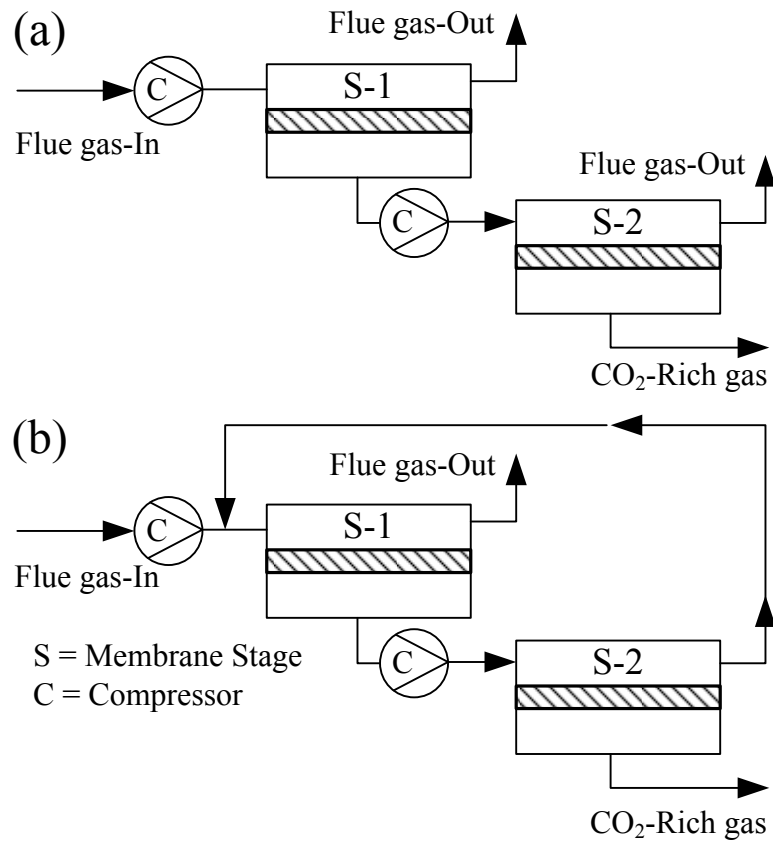 (a)
Flue gas-Out
C
S-1
Flue gas-In
Flue gas-Out
C
S-2
CO₂-Rich gas
(b)
Flue gas-Out
C
S-1
Flue gas-In
S = Membrane Stage
C = Compressor
C
S-2
CO₂-Rich gas